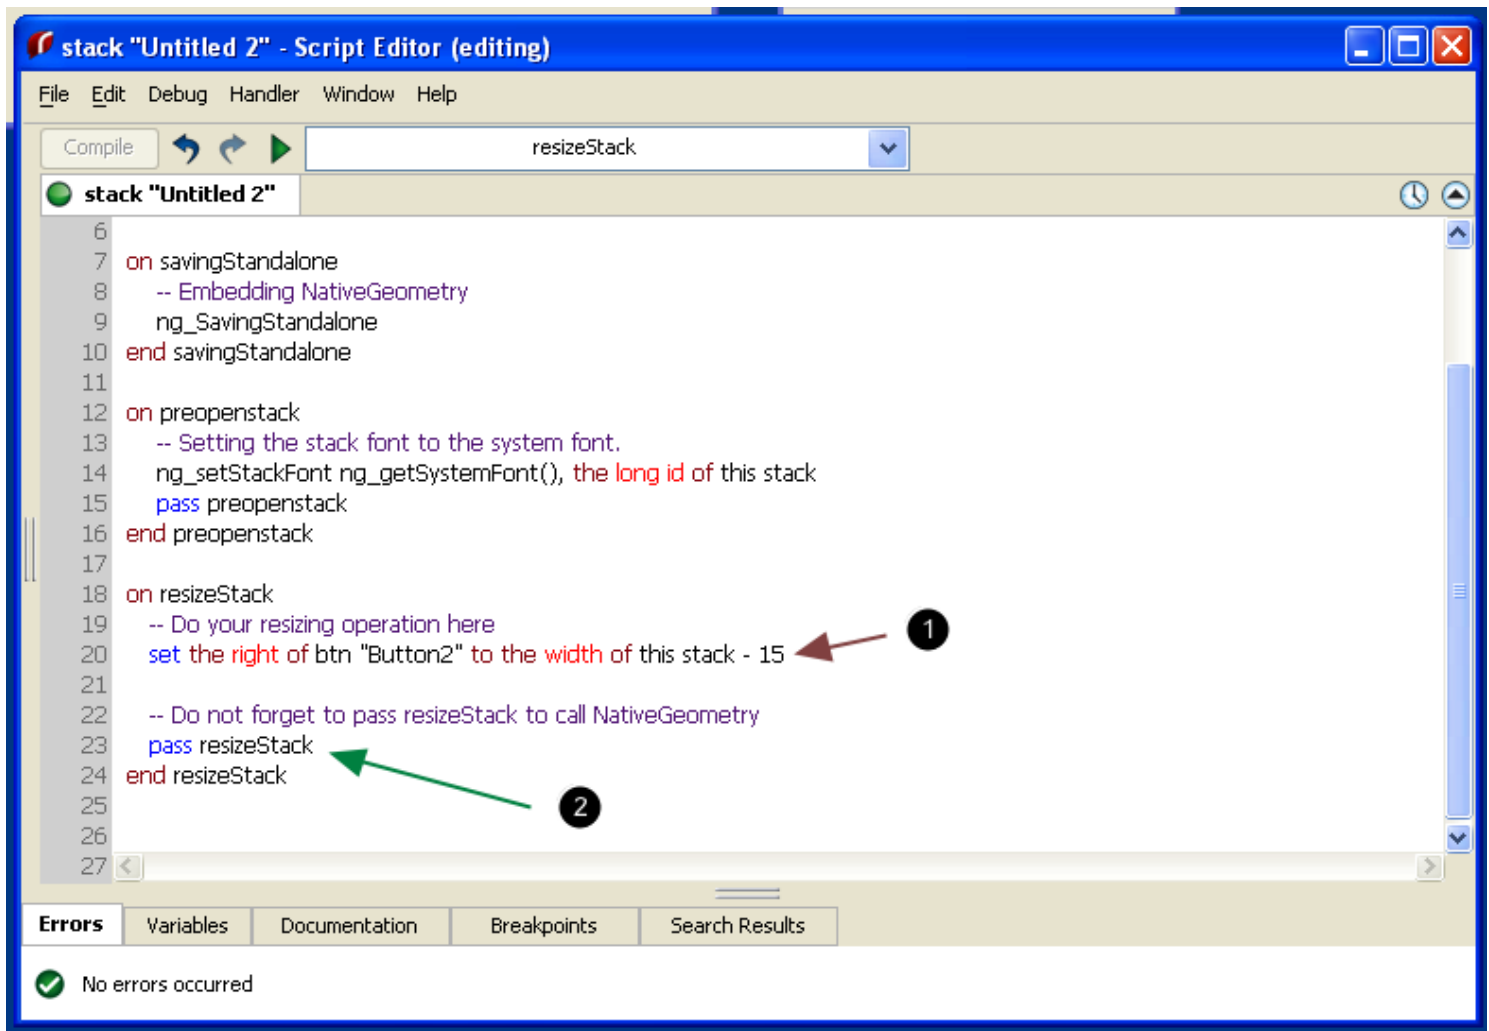 stack "Untitled 2" - Script Editor (editing)
File Edit Debug Handler Window Help
Compile resizeStack
stack "Untitled 2"
6
7 on savingStandalone
8 -- Embedding NativeGeometry
9 ng_SavingStandalone
10 end savingStandalone
11
12 on preopenstack
13 -- Setting the stack font to the system font.
14 ng_setStackFont ng_getSystemFont(), the long id of this stack
15 pass preopenstack
16 end preopenstack
17
18 on resizeStack
19 -- Do your resizing operation here
20 set the right of btn "Button2" to the width of this stack - 15 1
21
22 -- Do not forget to pass resizeStack to call NativeGeometry
23 pass resizeStack
24 end resizeStack
25 2
26
27
Errors Variables Documentation Breakpoints Search Results
No errors occurred